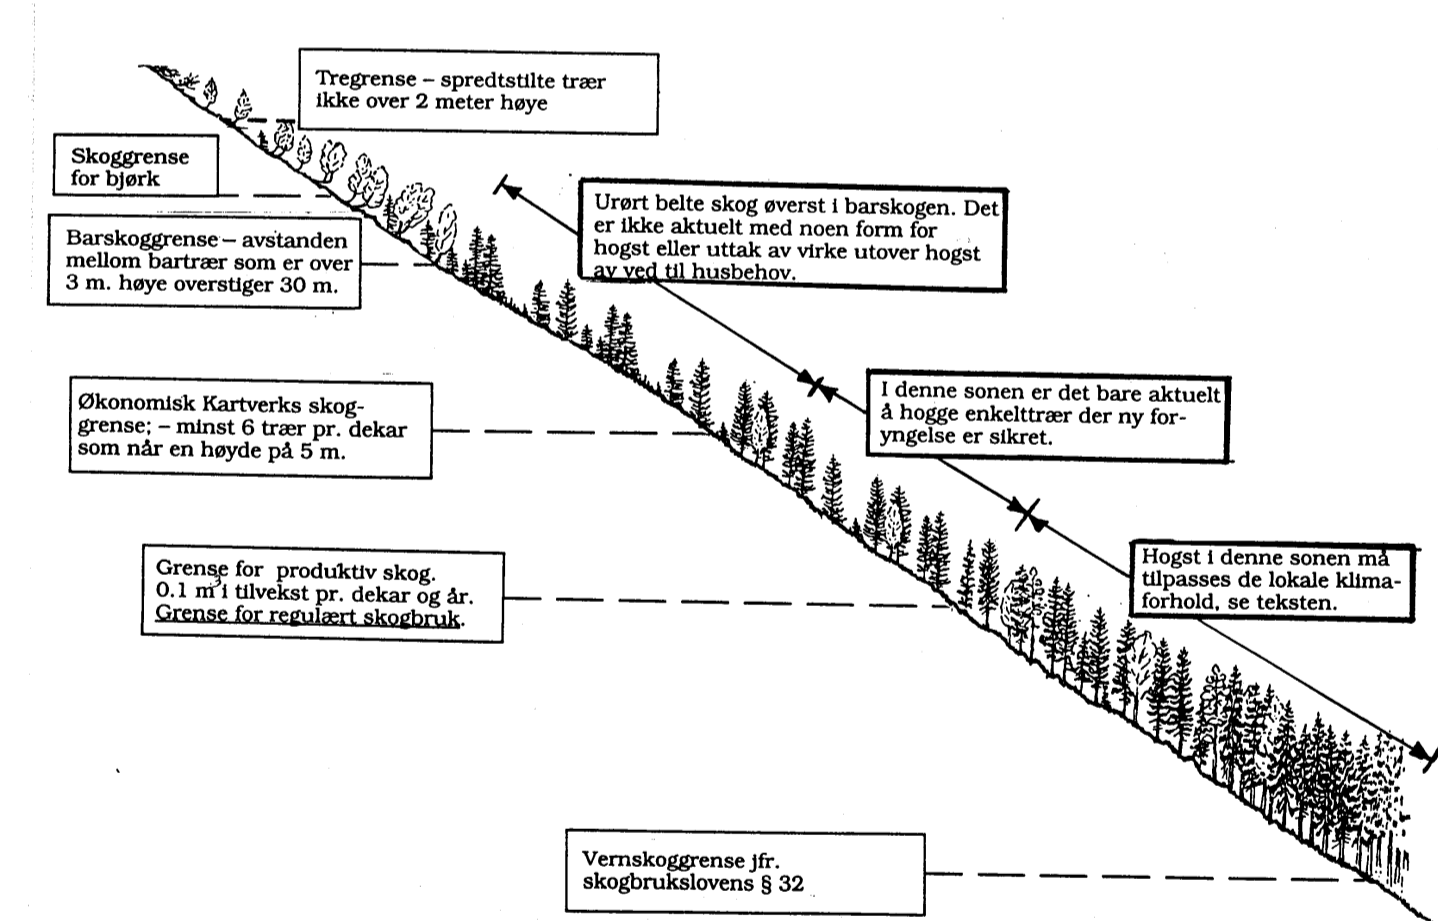 Tregrense – spredtstilte trær
ikke over 2 meter høye
Skoggrense
for bjørk
Urørt belte skog øverst i barskogen. Det
er ikke aktuelt med noen form for
hogst eller uttak av virke utover hogst
av ved til husbehov.
Barskoggrense – avstanden
mellom bartrær som er over
3 m. høye overstiger 30 m.
I denne sonen er det bare aktuelt
å hogge enkelttrær der ny for-
yngelse er sikret.
Økonomisk Kartverks skog-
grense; – minst 6 trær pr. dekar
som når en høyde på 5 m.
Hogst i denne sonen må
tilpasses de lokale klima-
forhold, se teksten.
Grense for produktiv skog.
0.1 m³ i tilvekst pr. dekar og år.
Grense for regulært skogbruk.
Vernskoggrense jfr.
skogbrukslovens § 32